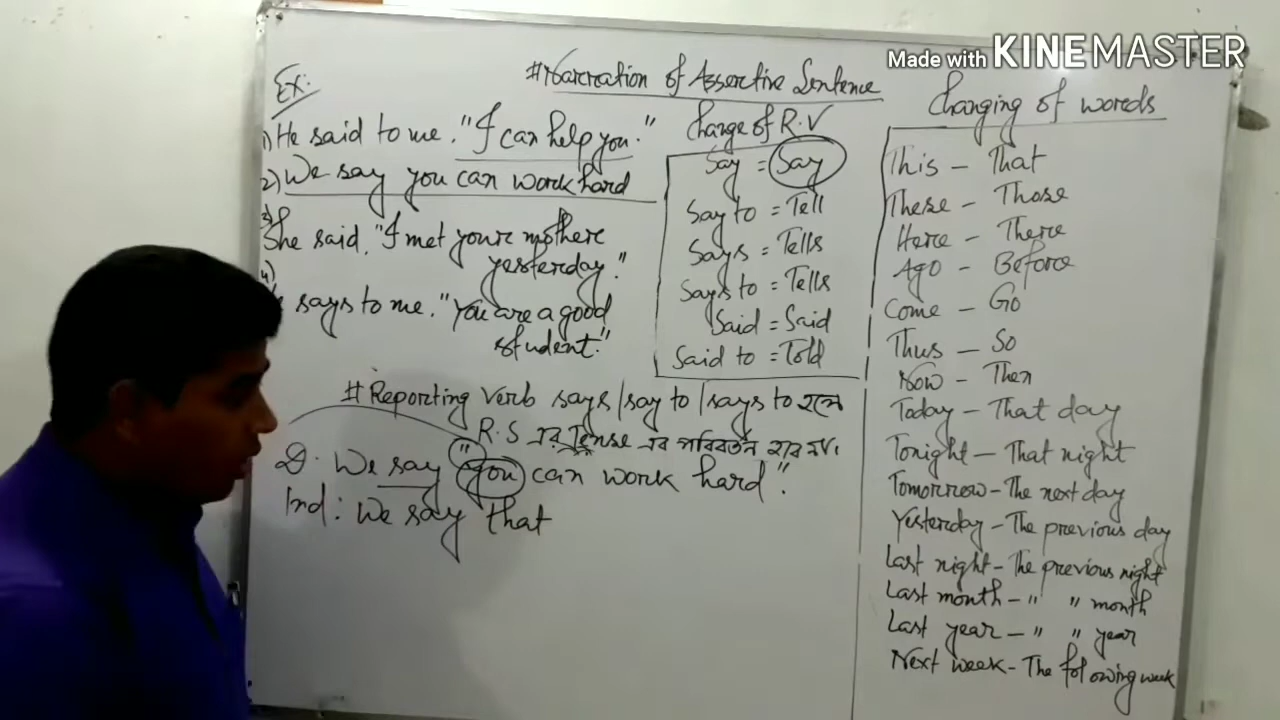 Made with KINEMASTER
#Narcration of Assertive Sentence
Ex:
1) He said to me. "I can help you."
2) We say you can work hard
3) She said. "I met youre mothere
yesterday."
4)
says to me. "You are a good
student."
Change of R.V
Say = Say
Say to = Tell
Says = Tells
Says to = Tells
Said = Said
Said to = Told
Changing of words
This – That
These – Those
Here – There
Ago – Before
Come – Go
Thus – So
Now – Then
Today – That day
Tonight – That night
Tomorrow – The next day
Yesterday – The previous day
Last night – The previous night
Last month – " " month
Last year – " " year
Next week – The following week
#Reporting verb says/say to/says to হলে
R.S এর Tense এর পরিবর্তন হবে না।
D. We say "you can work hard".
Ind: We say that